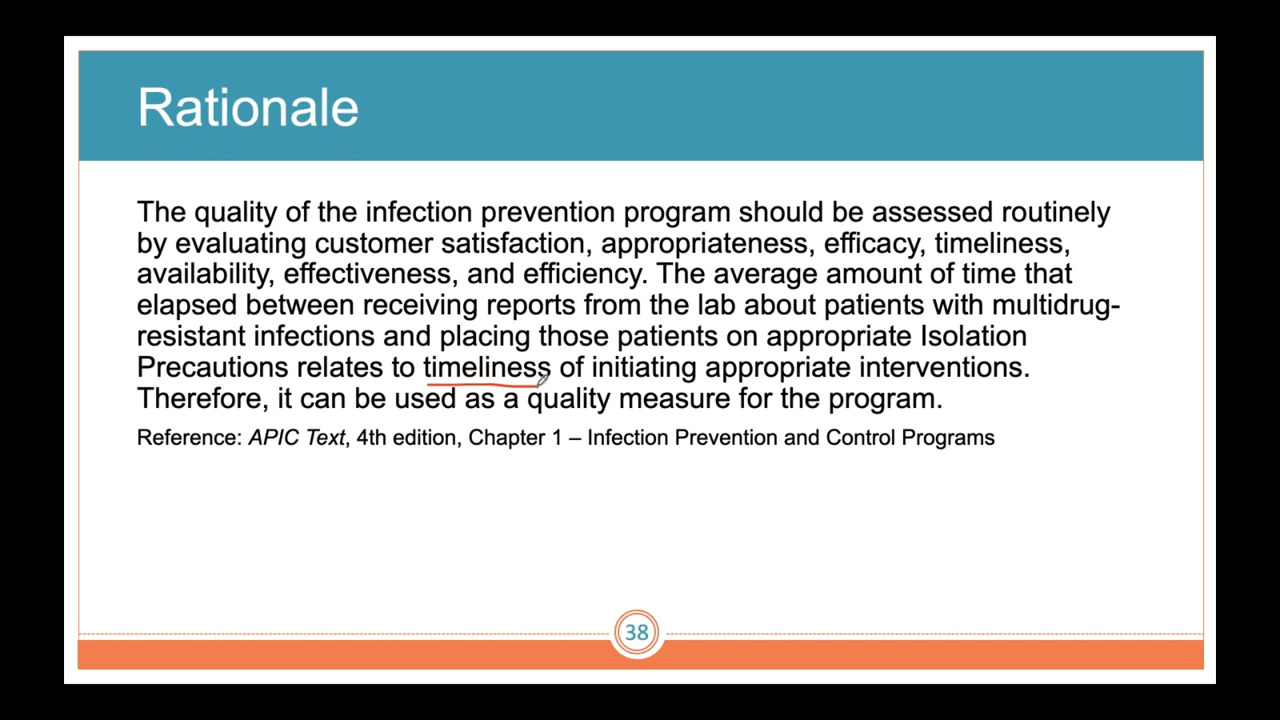 Rationale
The quality of the infection prevention program should be assessed routinely
by evaluating customer satisfaction, appropriateness, efficacy, timeliness,
availability, effectiveness, and efficiency. The average amount of time that
elapsed between receiving reports from the lab about patients with multidrug-
resistant infections and placing those patients on appropriate Isolation
Precautions relates to timeliness of initiating appropriate interventions.
Therefore, it can be used as a quality measure for the program.
Reference: APIC Text, 4th edition, Chapter 1 – Infection Prevention and Control Programs
38